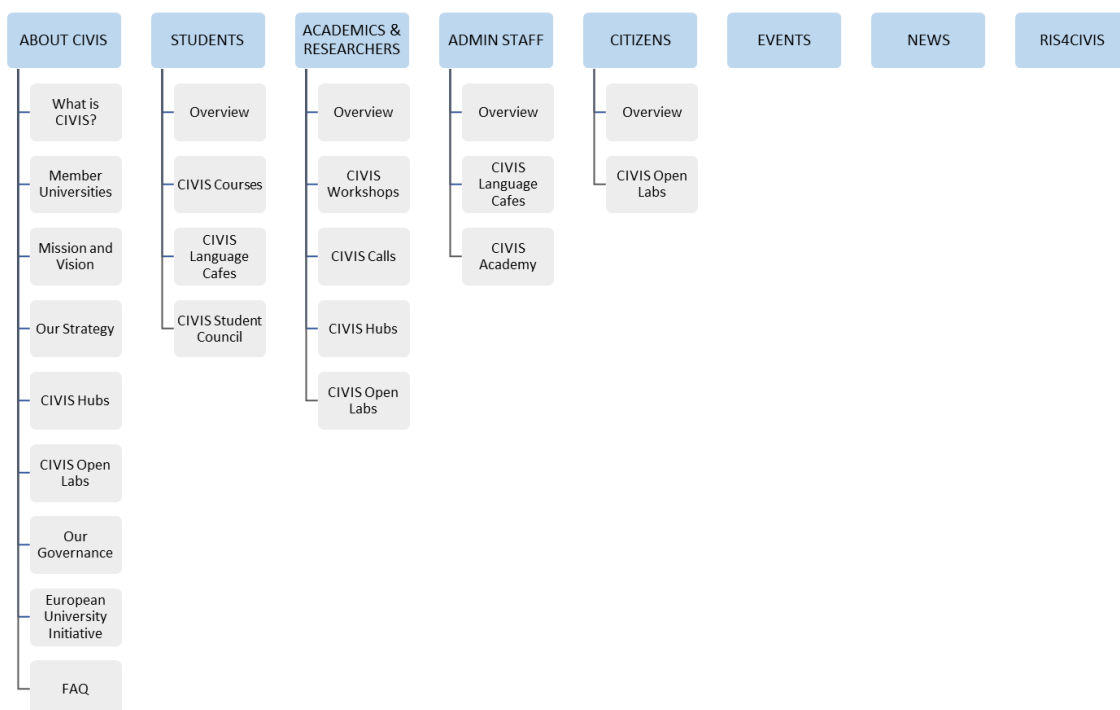 ABOUT CIVIS
STUDENTS
ACADEMICS &
RESEARCHERS
ADMIN STAFF
CITIZENS
EVENTS
NEWS
RIS4CIVIS
What is
CIVIS?
Member
Universities
Mission and
Vision
Our Strategy
CIVIS Hubs
CIVIS Open
Labs
Our
Governance
European
University
Initiative
FAQ
Overview
CIVIS Courses
CIVIS
Language
Cafes
CIVIS Student
Council
Overview
CIVIS
Workshops
CIVIS Calls
CIVIS Hubs
CIVIS Open
Labs
Overview
CIVIS
Language
Cafes
CIVIS
Academy
Overview
CIVIS Open
Labs